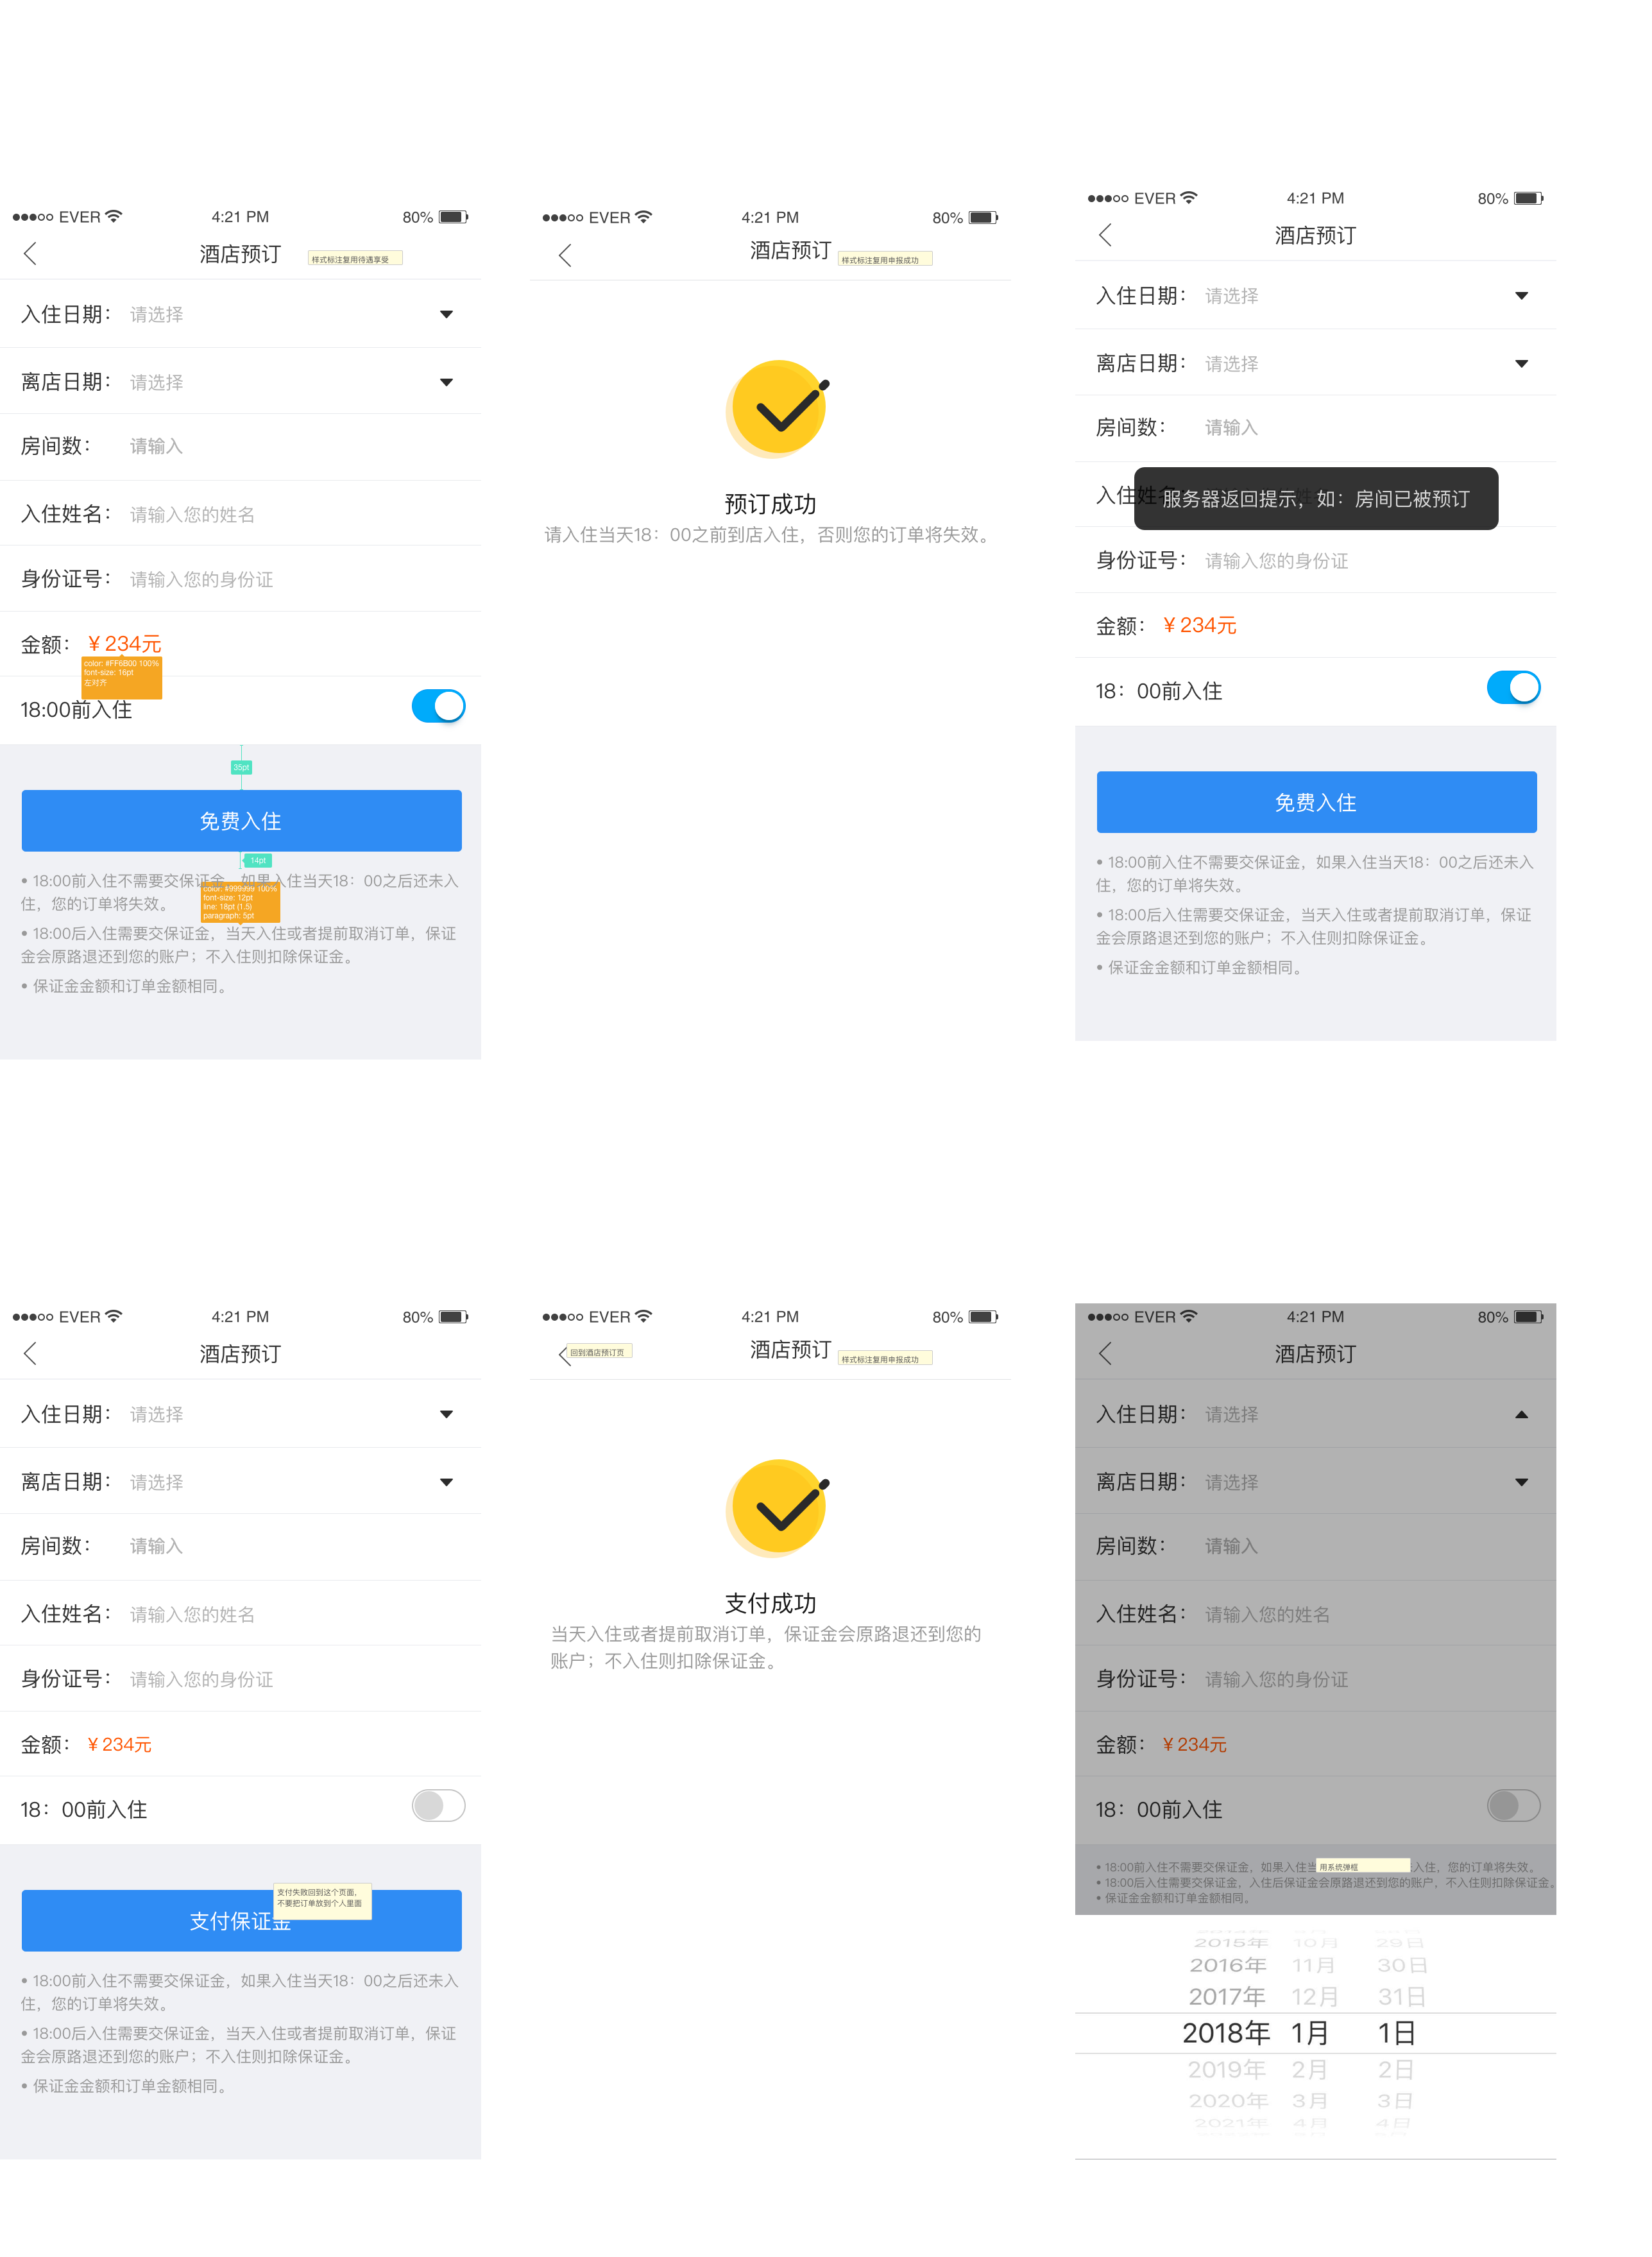 EVER
4:21 PM
80%
酒店预订
样式标注复用待遇享受
入住日期： 请选择
离店日期： 请选择
房间数： 请输入
入住姓名： 请输入您的姓名
身份证号： 请输入您的身份证
金额： ¥ 234元
color: #FF6B00 100%
font-size: 16pt
左对齐
18:00前入住
35pt
免费入住
14pt
• 18:00前入住不需要交保证金，如果入住当天18：00之后还未入
住，您的订单将失效。
color: #999999 100%
font-size: 12pt
line: 18pt (1.5)
paragraph: 5pt
• 18:00后入住需要交保证金，当天入住或者提前取消订单，保证
金会原路退还到您的账户；不入住则扣除保证金。
• 保证金金额和订单金额相同。
EVER
4:21 PM
80%
酒店预订
样式标注复用申报成功
预订成功
请入住当天18：00之前到店入住，否则您的订单将失效。
EVER
4:21 PM
80%
酒店预订
入住日期： 请选择
离店日期： 请选择
房间数： 请输入
入住姓名
服务器返回提示，如：房间已被预订
身份证号： 请输入您的身份证
金额： ¥ 234元
18：00前入住
免费入住
• 18:00前入住不需要交保证金，如果入住当天18：00之后还未入
住，您的订单将失效。
• 18:00后入住需要交保证金，当天入住或者提前取消订单，保证
金会原路退还到您的账户；不入住则扣除保证金。
• 保证金金额和订单金额相同。
EVER
4:21 PM
80%
酒店预订
入住日期： 请选择
离店日期： 请选择
房间数： 请输入
入住姓名： 请输入您的姓名
身份证号： 请输入您的身份证
金额： ¥ 234元
18：00前入住
支付失败回到这个页面，
不要把订单放到个人里面
支付保证金
• 18:00前入住不需要交保证金，如果入住当天18：00之后还未入
住，您的订单将失效。
• 18:00后入住需要交保证金，当天入住或者提前取消订单，保证
金会原路退还到您的账户；不入住则扣除保证金。
• 保证金金额和订单金额相同。
EVER
4:21 PM
80%
回到酒店预订页
酒店预订
样式标注复用申报成功
支付成功
当天入住或者提前取消订单，保证金会原路退还到您的
账户；不入住则扣除保证金。
EVER
4:21 PM
80%
酒店预订
入住日期： 请选择
离店日期： 请选择
房间数： 请输入
入住姓名： 请输入您的姓名
身份证号： 请输入您的身份证
金额： ¥ 234元
18：00前入住
• 18:00前入住不需要交保证金，如果入住当 用系统弹框 入住，您的订单将失效。
• 18:00后入住需要交保证金，入住后保证金会原路退还到您的账户，不入住则扣除保证金。
• 保证金金额和订单金额相同。
2015年 10月 29日
2016年 11月 30日
2017年 12月 31日
2018年 1月 1日
2019年 2月 2日
2020年 3月 3日
2021年 4月 4日